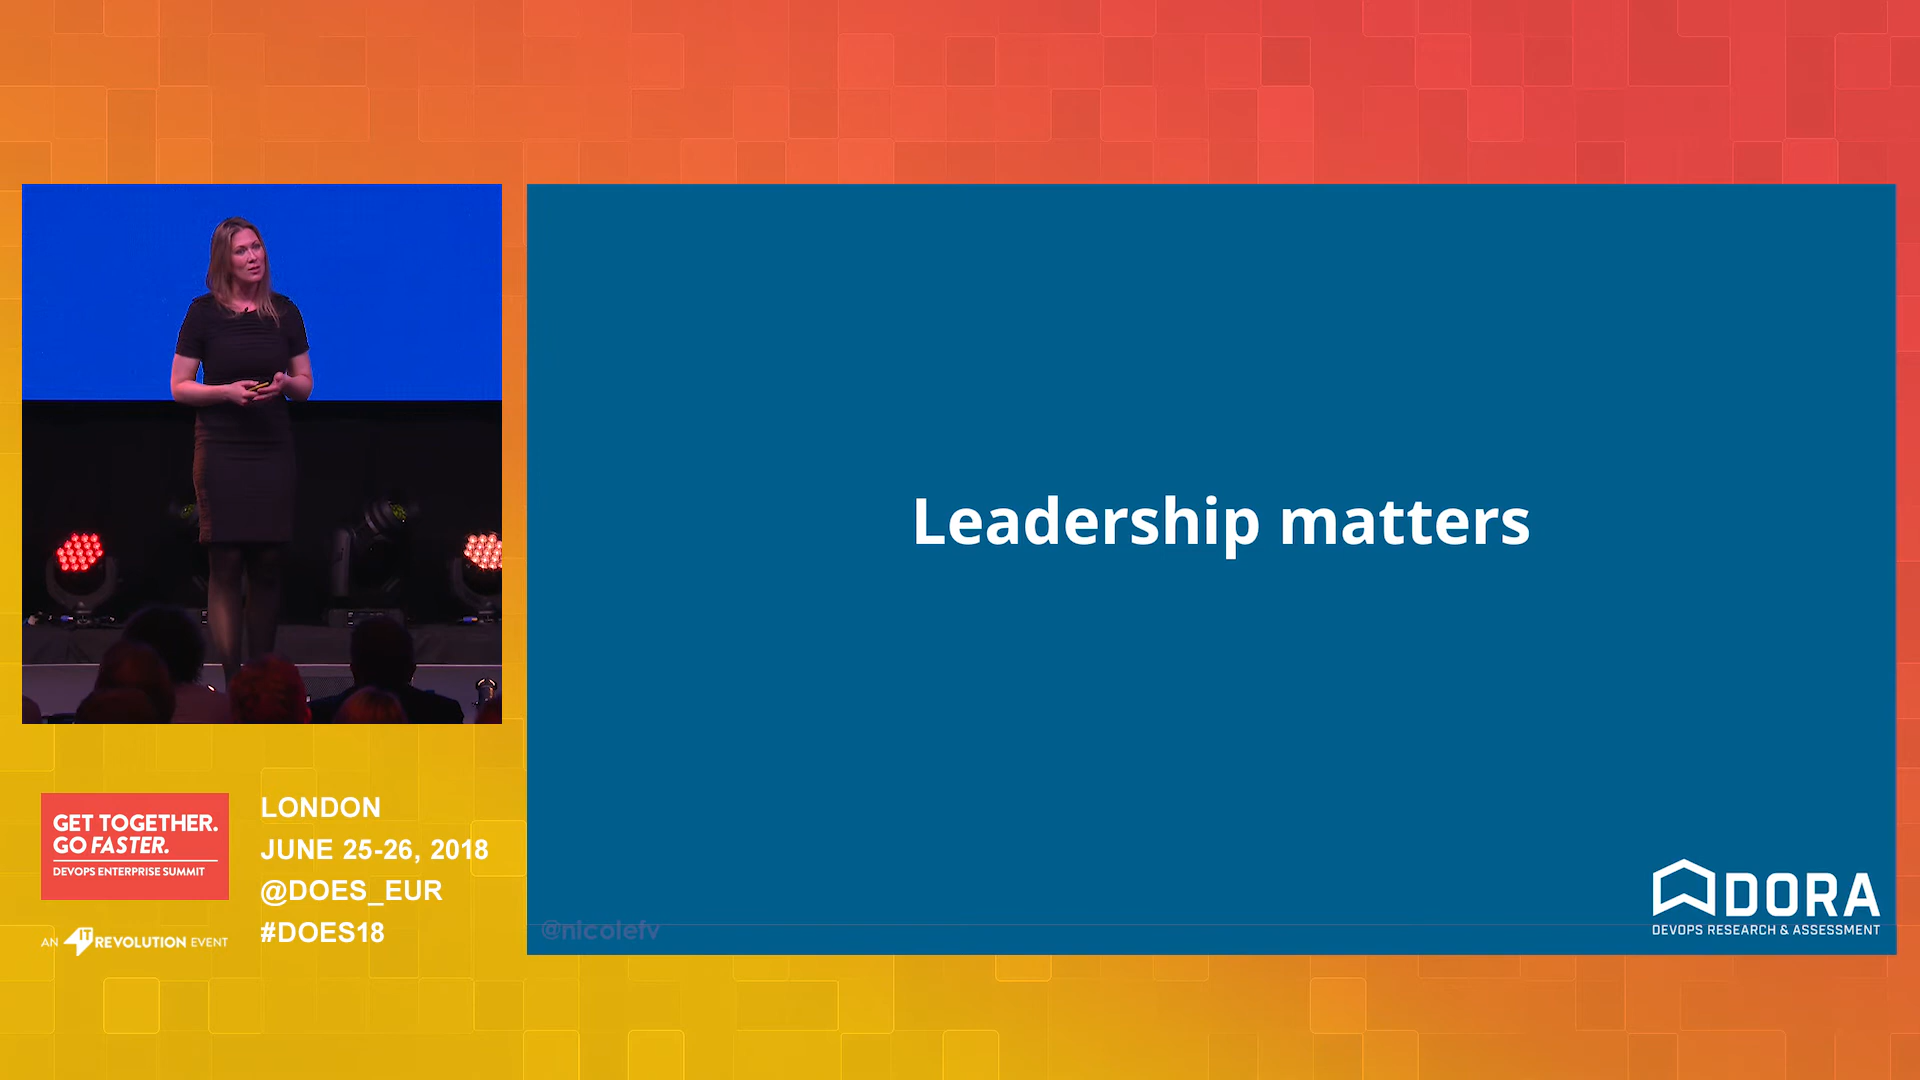 Leadership matters
GET TOGETHER.
GO FASTER.
DEVOPS ENTERPRISE SUMMIT
AN IT REVOLUTION EVENT
LONDON
JUNE 25-26, 2018
@DOES_EUR
#DOES18
@nicolefv
DORA
DEVOPS RESEARCH & ASSESSMENT